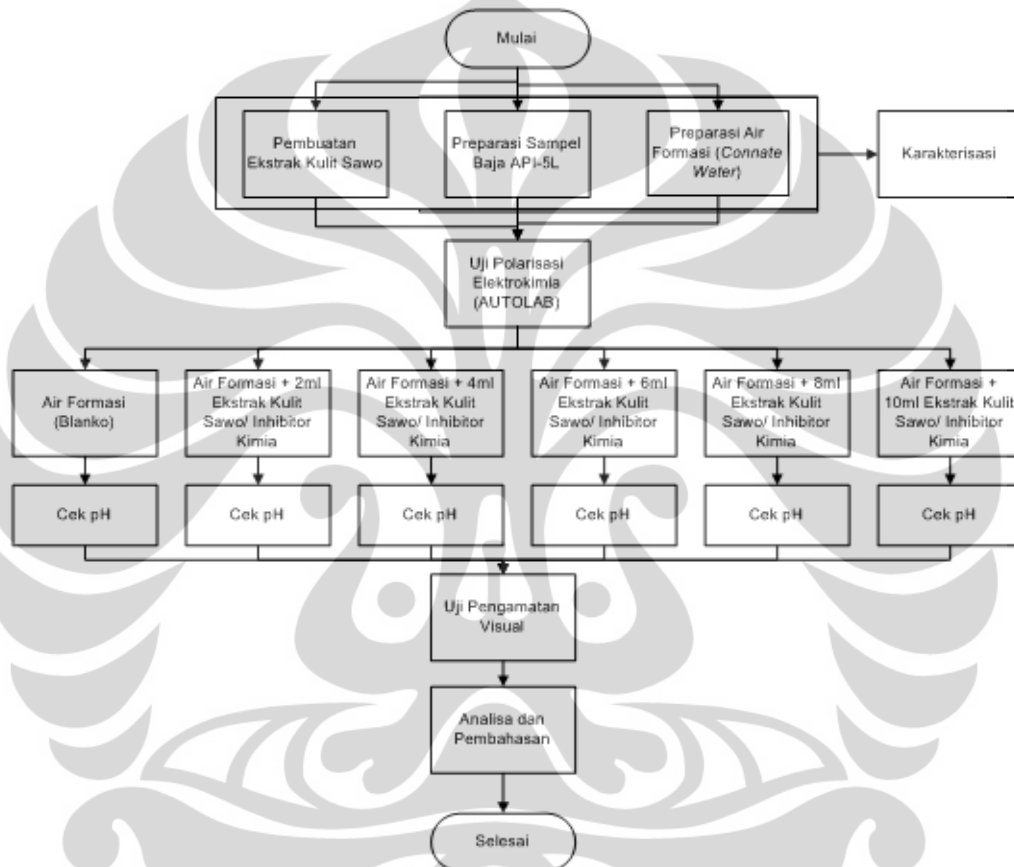 Mulai
Pembuatan
Ekstrak Kulit Sawo
Preparasi Sampel
Baja API-5L
Preparasi Air
Formasi (Connate
Water)
Karakterisasi
Uji Polarisasi
Elektrokimia
(AUTOLAB)
Air Formasi
(Blanko)
Air Formasi + 2ml
Ekstrak Kulit
Sawo/ Inhibitor
Kimia
Air Formasi + 4ml
Ekstrak Kulit
Sawo/ Inhibitor
Kimia
Air Formasi + 6ml
Ekstrak Kulit
Sawo/ Inhibitor
Kimia
Air Formasi + 8ml
Ekstrak Kulit
Sawo/ Inhibitor
Kimia
Air Formasi +
10ml Ekstrak Kulit
Sawo/ Inhibitor
Kimia
Cek pH
Cek pH
Cek pH
Cek pH
Cek pH
Cek pH
Uji Pengamatan
Visual
Analisa dan
Pembahasan
Selesai